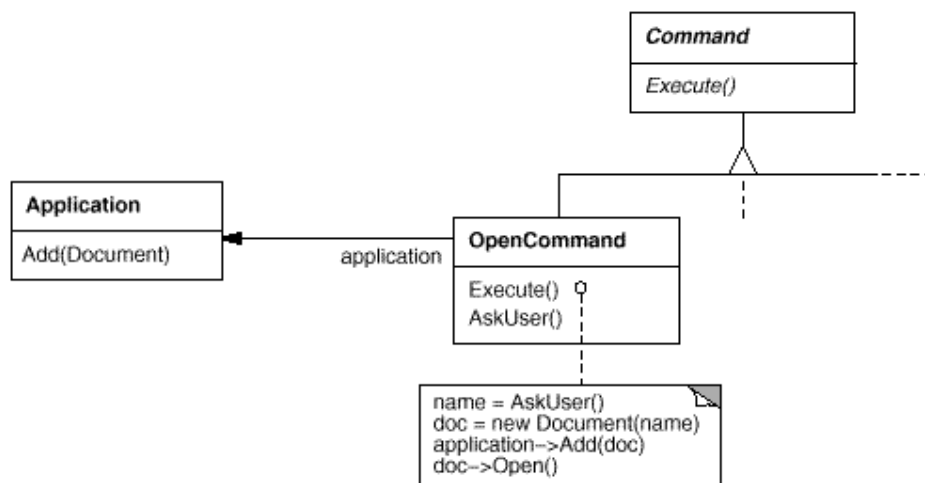 Command
Execute()
Application
Add(Document)
application
OpenCommand
Execute()
AskUser()
name = AskUser()
doc = new Document(name)
application->Add(doc)
doc->Open()